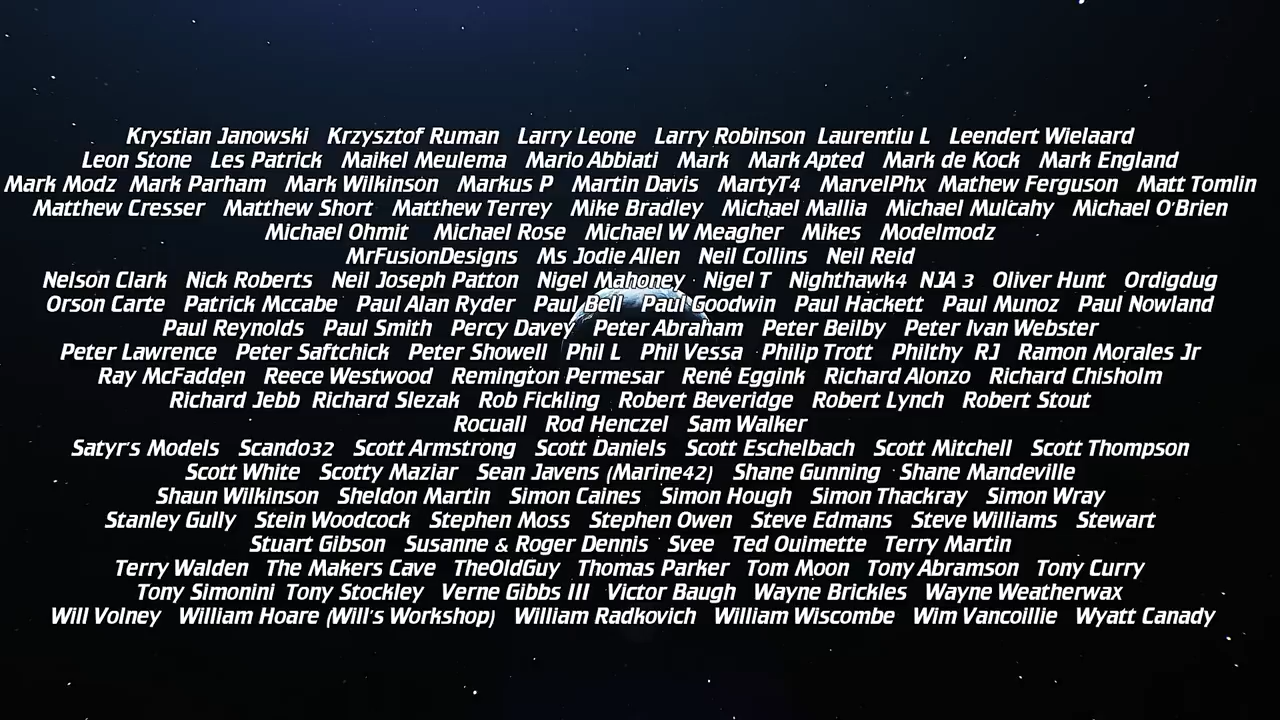 Krystian Janowski Krzysztof Ruman Larry Leone Larry Robinson Laurentiu L Leendert Wielaard
Leon Stone Les Patrick Maikel Meulema Mario Abbiati Mark Mark Apted Mark de Kock Mark England
Mark Modz Mark Parham Mark Wilkinson Markus P Martin Davis MartyT4 MarvelPhx Mathew Ferguson Matt Tomlin
Matthew Cresser Matthew Short Matthew Terrey Mike Bradley Michael Mallia Michael Mulcahy Michael O'Brien
Michael Ohmit Michael Rose Michael W Meagher Mikes Modelmodz
MrFusionDesigns Ms Jodie Allen Neil Collins Neil Reid
Nelson Clark Nick Roberts Neil Joseph Patton Nigel Mahoney Nigel T Nighthawk4 NJA 3 Oliver Hunt Ordigdug
Orson Carte Patrick Mccabe Paul Alan Ryder Paul Bell Paul Goodwin Paul Hackett Paul Munoz Paul Nowland
Paul Reynolds Paul Smith Percy Davey Peter Abraham Peter Beilby Peter Ivan Webster
Peter Lawrence Peter Saftchick Peter Showell Phil L Phil Vessa Philip Trott Philthy RJ Ramon Morales Jr
Ray McFadden Reece Westwood Remington Permesar René Eggink Richard Alonzo Richard Chisholm
Richard Jebb Richard Slezak Rob Fickling Robert Beveridge Robert Lynch Robert Stout
Rocuall Rod Henczel Sam Walker
Satyr's Models Scando32 Scott Armstrong Scott Daniels Scott Eschelbach Scott Mitchell Scott Thompson
Scott White Scotty Maziar Sean Javens (Marine42) Shane Gunning Shane Mandeville
Shaun Wilkinson Sheldon Martin Simon Caines Simon Hough Simon Thackray Simon Wray
Stanley Gully Stein Woodcock Stephen Moss Stephen Owen Steve Edmans Steve Williams Stewart
Stuart Gibson Susanne & Roger Dennis Svee Ted Ouimette Terry Martin
Terry Walden The Makers Cave TheOldGuy Thomas Parker Tom Moon Tony Abramson Tony Curry
Tony Simonini Tony Stockley Verne Gibbs III Victor Baugh Wayne Brickles Wayne Weatherwax
Will Volney William Hoare (Will's Workshop) William Radkovich William Wiscombe Wim Vancoillie Wyatt Canady